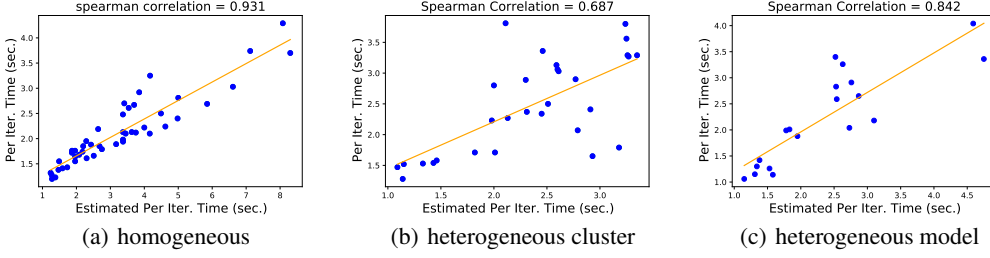 spearman correlation = 0.931
Per Iter. Time (sec.)
4.0
3.5
3.0
2.5
2.0
1.5
1 2 3 4 5 6 7 8
Estimated Per Iter. Time (sec.)
(a) homogeneous
Spearman Correlation = 0.687
Per Iter. Time (sec.)
3.5
3.0
2.5
2.0
1.5
1.0 1.5 2.0 2.5 3.0
Estimated Per Iter. Time (sec.)
(b) heterogeneous cluster
Spearman Correlation = 0.842
Per Iter. Time (sec.)
4.0
3.5
3.0
2.5
2.0
1.5
1.0
1.0 1.5 2.0 2.5 3.0 3.5 4.0 4.5
Estimated Per Iter. Time (sec.)
(c) heterogeneous model